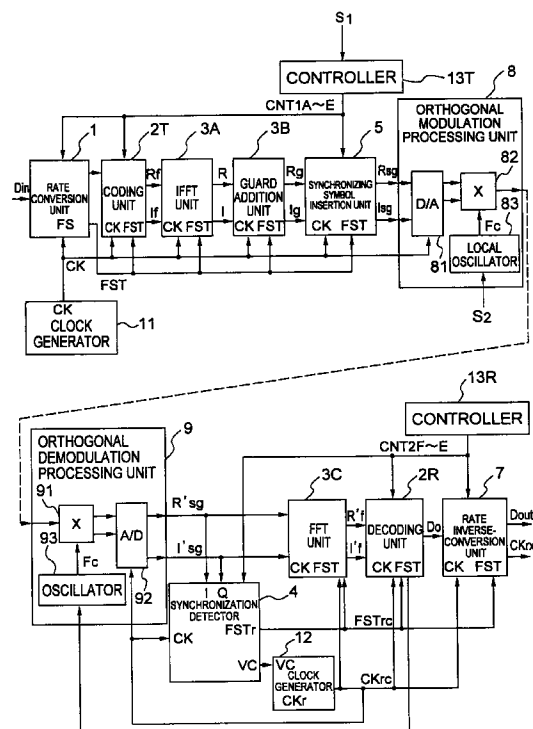 S1
CONTROLLER
13T
8
CNT1A～E
ORTHOGONAL
MODULATION
PROCESSING UNIT
1
2T
3A
3B
5
82
Din
RATE
CONVERSION
UNIT
FS
Rf
If
CODING
UNIT
CK FST
R
I
IFFT UNIT
CK FST
Rg
Ig
GUARD
ADDITION
UNIT
CK FST
SYNCHRONIZING
SYMBOL
INSERTION UNIT
CK FST
Rsg
Isg
D/A
X
83
Fc
LOCAL
OSCILLATOR
81
CK
FST
S2
CK
CLOCK
GENERATOR
11
13R
CONTROLLER
CNT2F～E
9
ORTHOGONAL
DEMODULATION
PROCESSING UNIT
3C
2R
7
91
X
A/D
R'sg
I'sg
FFT
UNIT
CK FST
R'f
I'f
DECODING
UNIT
CK FST
Do
RATE
INVERSE-
CONVERSION
UNIT
CK FST
Dout
CKrx
93
Fc
OSCILLATOR
92
I Q
SYNCHRONIZATION
DETECTOR
4
FSTr
FSTrc
CK
VC
12
VC
CLOCK
GENERATOR
CKr
CKrc